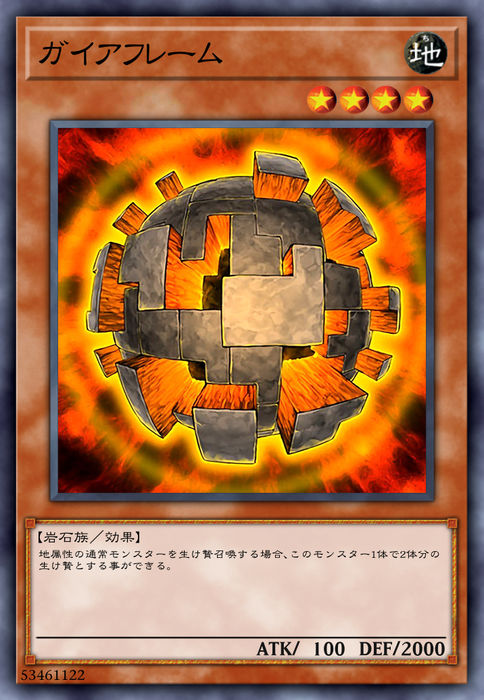 ガイアフレーム
ち
地
【岩石族／効果】
地属性の通常モンスターを生け贄召喚する場合、このモンスター1体で2体分の
生け贄とする事ができる。
ATK/ 100 DEF/2000
53461122